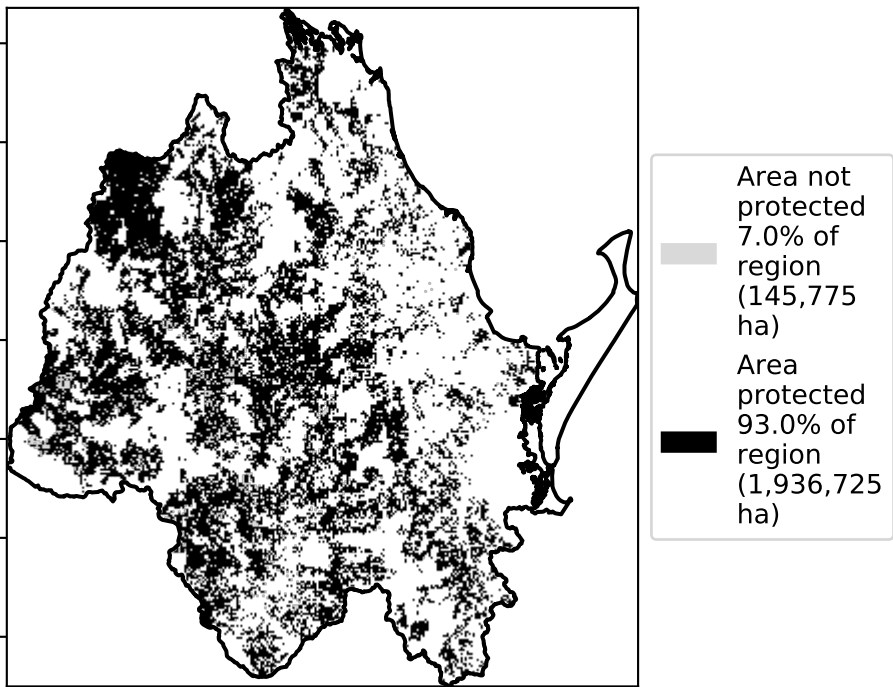 Area not
protected
7.0% of
region
(145,775
ha)
Area
protected
93.0% of
region
(1,936,725
ha)